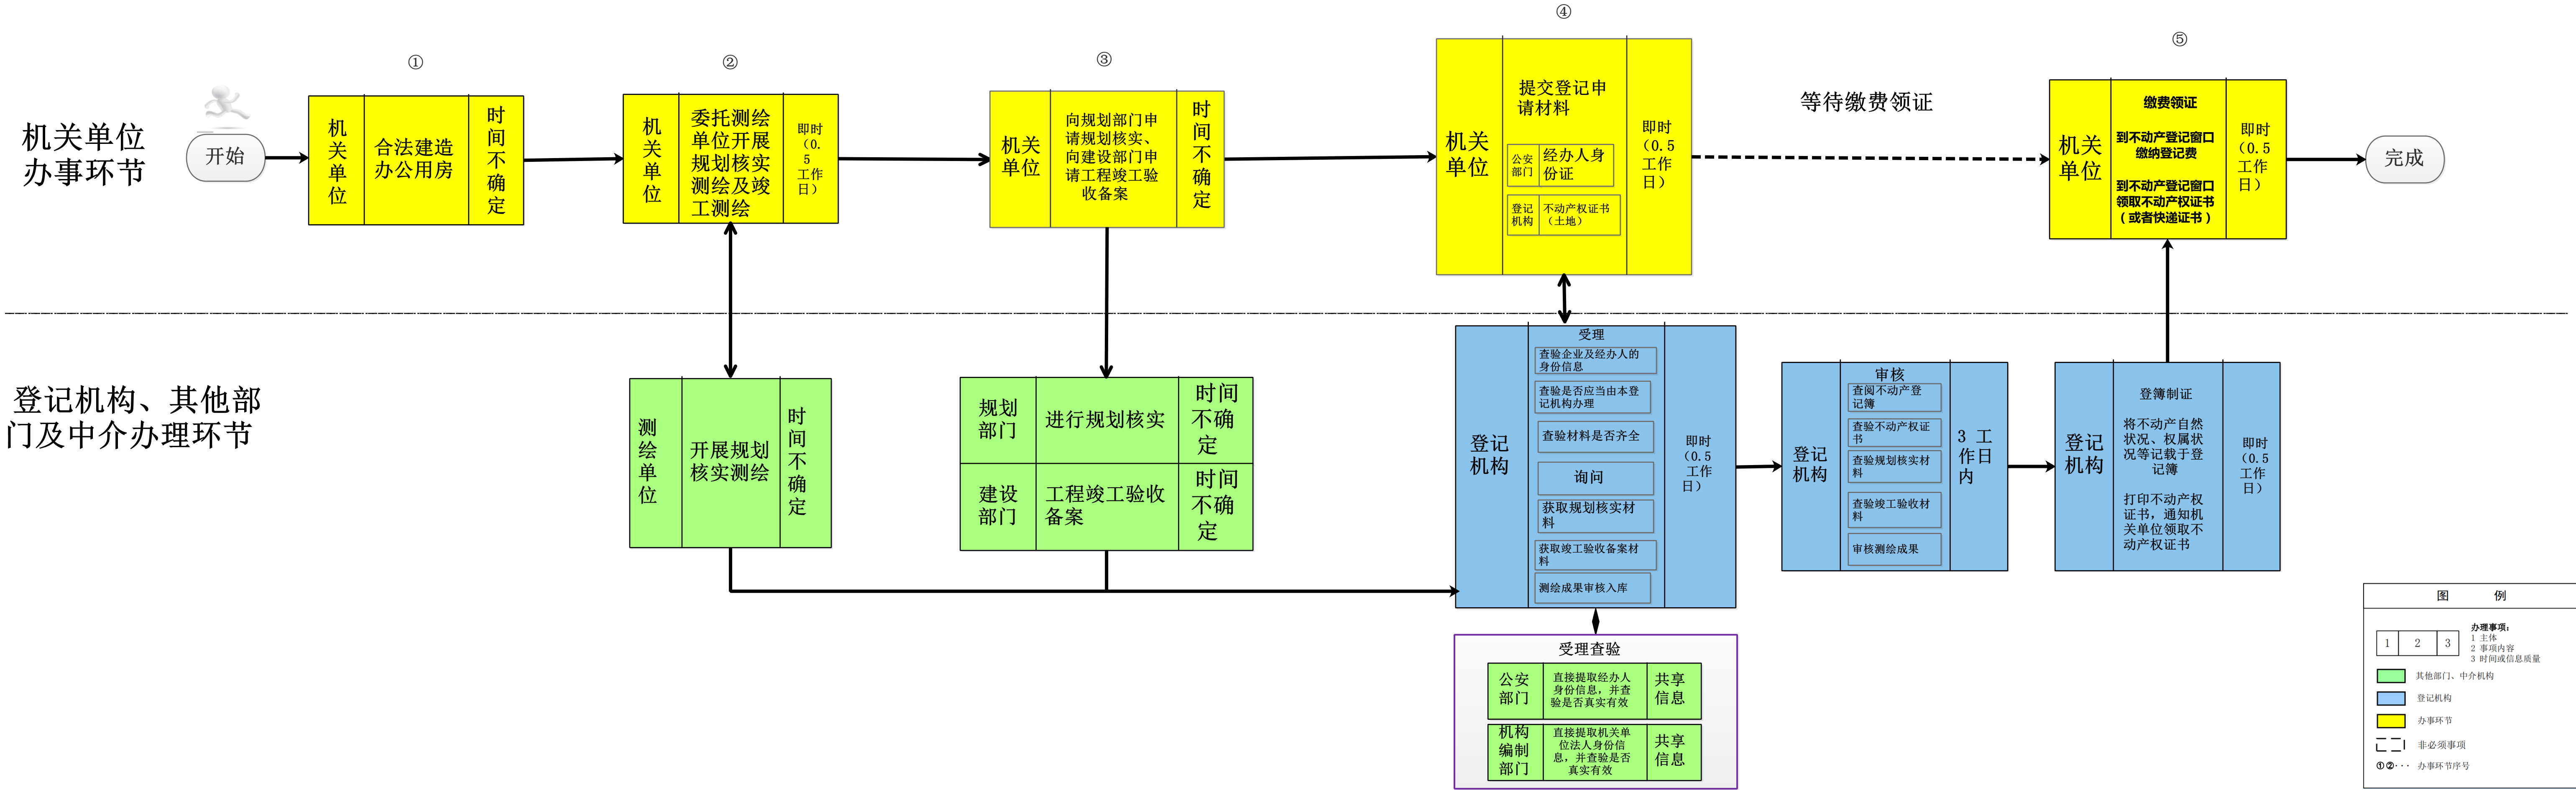 ①
②
③
④
⑤
机关单位
办事环节
开始
机
关
单
位
合法建造
办公用房
时
间
不
确
定
机
关
单
位
委托测绘
单位开展
规划核实
测绘及竣
工测绘
即时
（0.
5
工作
日）
机关
单位
向规划部门申
请规划核实、
向建设部门申
请工程竣工验
收备案
时
间
不
确
定
机关
单位
提交登记申
请材料
公安
部门
经办人身
份证
登记
机构
不动产权证书
（土地）
即时
（0.5
工作
日）
等待缴费领证
机关
单位
缴费领证
到不动产登记窗口
缴纳登记费
到不动产登记窗口
领取不动产权证书
（或者快递证书）
即时
（0.5
工作
日）
完成
登记机构、其他部
门及中介办理环节
测
绘
单
位
开展规划
核实测绘
时
间
不
确
定
规划
部门
进行规划核实
时间
不确
定
建设
部门
工程竣工验收
备案
时间
不确
定
登记
机构
受理
查验企业及经办人的
身份信息
查验是否应当由本登
记机构办理
查验材料是否齐全
询问
获取规划核实材
料
获取竣工验收备案材
料
测绘成果审核入库
即时
（0.5
工作
日）
登记
机构
审核
查阅不动产登
记簿
查验不动产权证
书
查验规划核实材
料
查验竣工验收材
料
审核测绘成果
3 工
作日
内
登记
机构
登簿制证
将不动产自然
状况、权属状
况等记载于登
记簿
打印不动产权
证书，通知机
关单位领取不
动产权证书
即时
（0.5
工作
日）
受理查验
公安
部门
直接提取经办人
身份信息，并查
验是否真实有效
共享
信息
机构
编制
部门
直接提取机关单
位法人身份信
息，并查验是否
真实有效
共享
信息
图 例
1 2 3
办理事项：
1 主体
2 事项内容
3 时间或信息质量
其他部门、中介机构
登记机构
办事环节
非必须事项
①②··· 办事环节序号